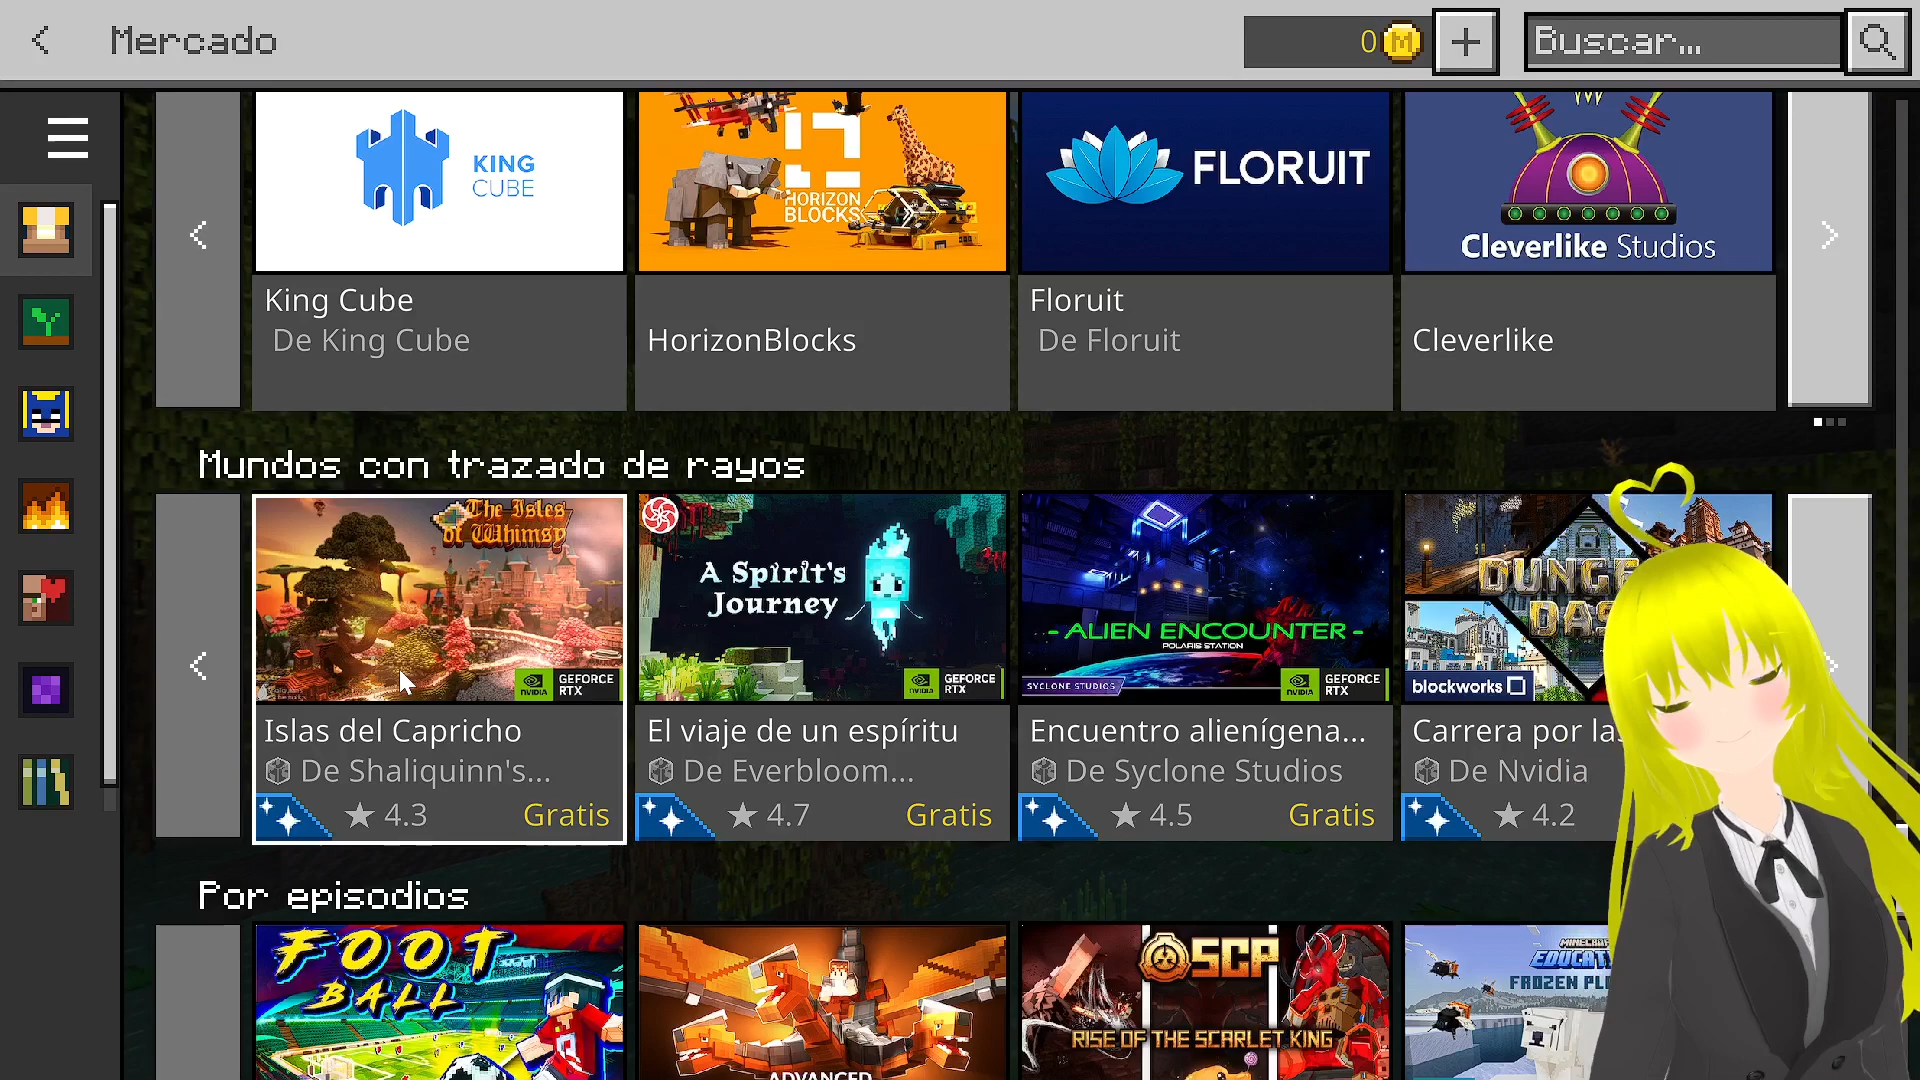 Mercado
0
Buscar...
KING
CUBE
HORIZON
BLOCKS
FLORUIT
Cleverlike Studios
King Cube
De King Cube
HorizonBlocks
Floruit
De Floruit
Cleverlike
Mundos con trazado de rayos
The Isles
of Whimsy
NVIDIA
GEFORCE
RTX
A Spirit's
Journey
NVIDIA
GEFORCE
RTX
- ALIEN ENCOUNTER -
POLARIS STATION
SYCLONE STUDIOS
NVIDIA
GEFORCE
RTX
blockworks
Islas del Capricho
De Shaliquinn's...
4.3
Gratis
El viaje de un espíritu
De Everbloom...
4.7
Gratis
Encuentro alienígena...
De Syclone Studios
4.5
Gratis
Carrera por
De Nvidia
4.2
Por episodios
FOOT
BALL
ADVANCED
SCP
RISE OF THE SCARLET KING
FROZEN